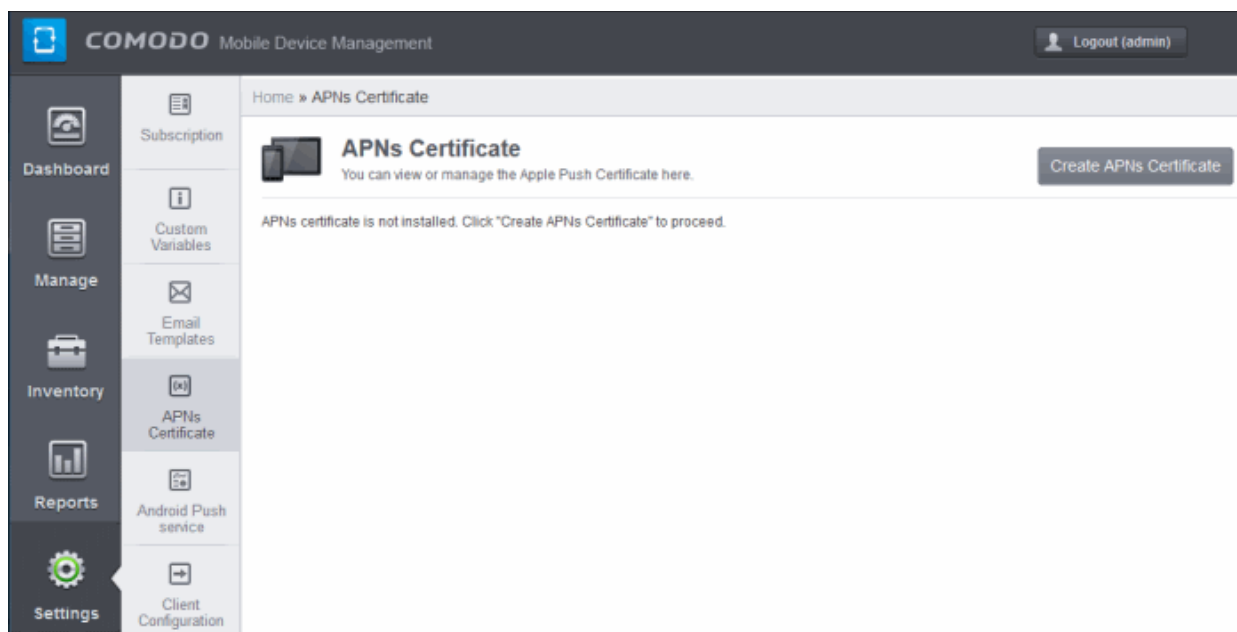 COMODO Mobile Device Management
Logout (admin)
Dashboard
Manage
Inventory
Reports
Settings
Subscription
Custom
Variables
Email
Templates
APNs
Certificate
Android Push
service
Client
Configuration
Home » APNs Certificate
APNs Certificate
You can view or manage the Apple Push Certificate here.
Create APNs Certificate
APNs certificate is not installed. Click "Create APNs Certificate" to proceed.